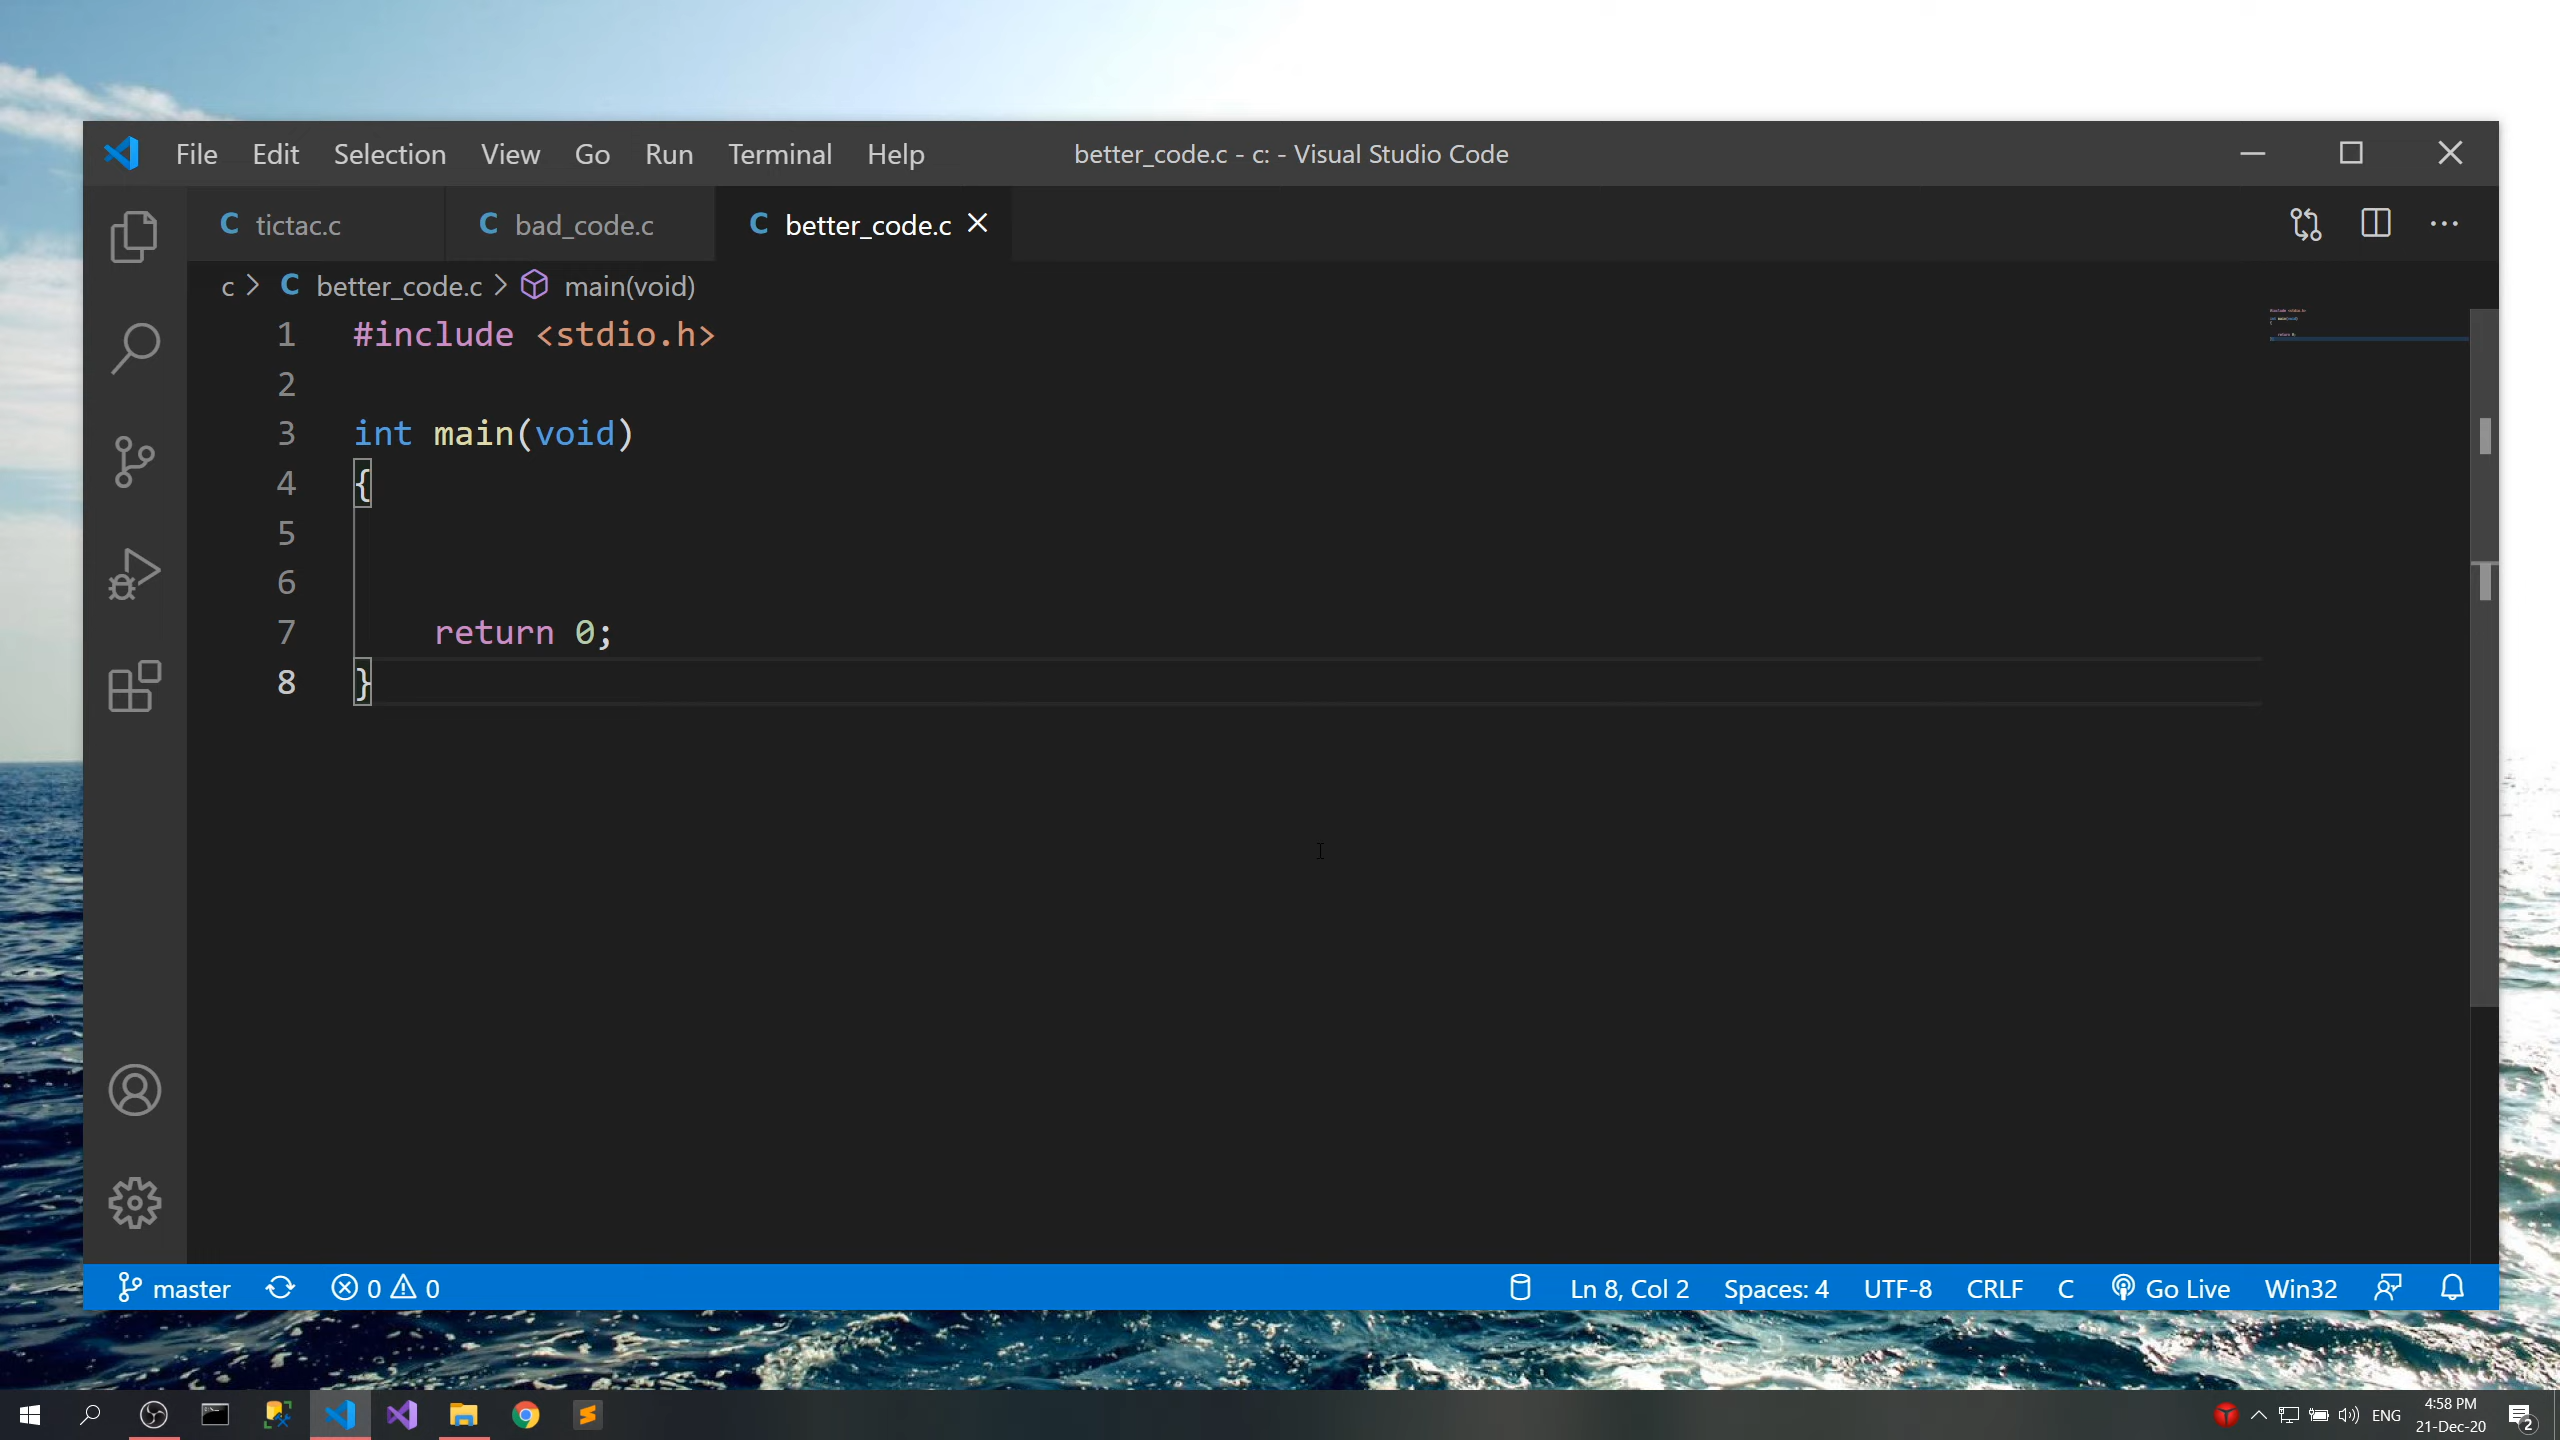 File Edit Selection View Go Run Terminal Help better_code.c - c: - Visual Studio Code
C tictac.c C bad_code.c C better_code.c
c > C better_code.c > main(void)
1 #include <stdio.h>
2
3 int main(void)
4 {
5
6
7 return 0;
8 }
master 0 0 Ln 8, Col 2 Spaces: 4 UTF-8 CRLF C Go Live Win32
ENG 4:58 PM
21-Dec-20 2